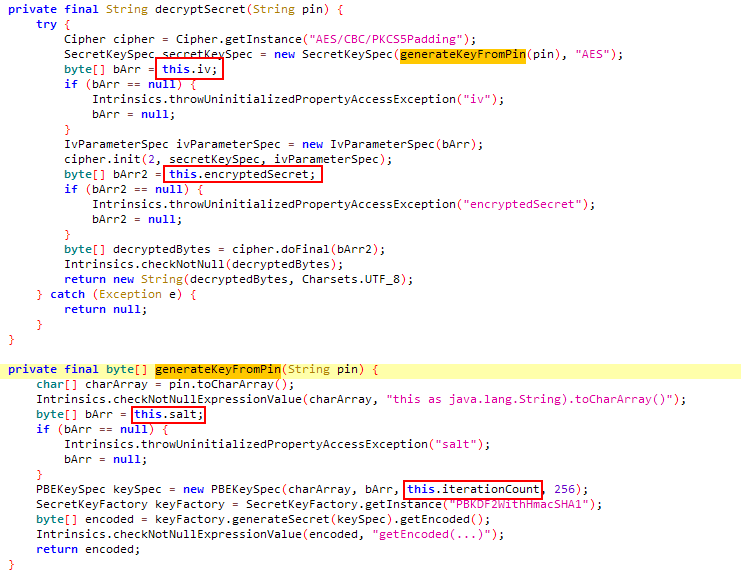 private final String decryptSecret(String pin) {
try {
Cipher cipher = Cipher.getInstance("AES/CBC/PKCS5Padding");
SecretKeySpec secretKeySpec = new SecretKeySpec(generateKeyFromPin(pin), "AES");
byte[] bArr = this.iv;
if (bArr == null) {
Intrinsics.throwUninitializedPropertyAccessException("iv");
bArr = null;
}
IvParameterSpec ivParameterSpec = new IvParameterSpec(bArr);
cipher.init(2, secretKeySpec, ivParameterSpec);
byte[] bArr2 = this.encryptedSecret;
if (bArr2 == null) {
Intrinsics.throwUninitializedPropertyAccessException("encryptedSecret");
bArr2 = null;
}
byte[] decryptedBytes = cipher.doFinal(bArr2);
Intrinsics.checkNotNull(decryptedBytes);
return new String(decryptedBytes, Charsets.UTF_8);
} catch (Exception e) {
return null;
}
}
private final byte[] generateKeyFromPin(String pin) {
char[] charArray = pin.toCharArray();
Intrinsics.checkNotNullExpressionValue(charArray, "this as java.lang.String).toCharArray()");
byte[] bArr = this.salt;
if (bArr == null) {
Intrinsics.throwUninitializedPropertyAccessException("salt");
bArr = null;
}
PBEKeySpec keySpec = new PBEKeySpec(charArray, bArr, this.iterationCount, 256);
SecretKeyFactory keyFactory = SecretKeyFactory.getInstance("PBKDF2WithHmacSHA1");
byte[] encoded = keyFactory.generateSecret(keySpec).getEncoded();
Intrinsics.checkNotNullExpressionValue(encoded, "getEncoded(...)");
return encoded;
}